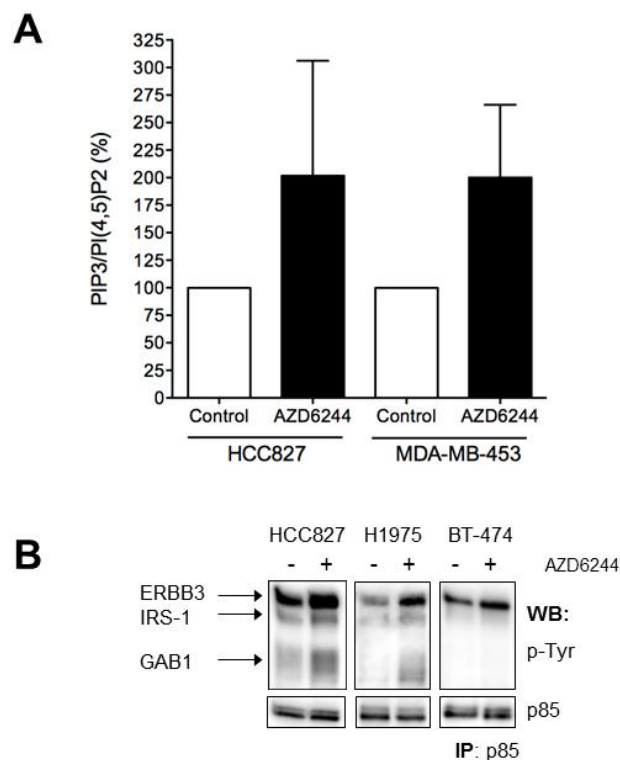 A
PIP3/PI(4,5)P2 (%)
325
300
275
250
225
200
175
150
125
100
75
50
25
0
Control AZD6244 Control AZD6244
HCC827 MDA-MB-453
B
HCC827 H1975 BT-474
- + - + - + AZD6244
ERBB3
IRS-1
GAB1
WB:
p-Tyr
p85
IP: p85